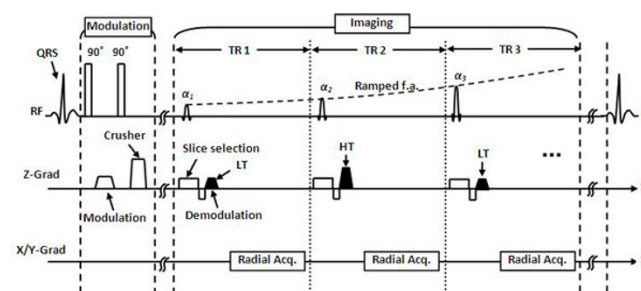 Modulation
Imaging
QRS
90° 90°
TR 1
TR 2
TR 3
α1
α2
α3
Ramped f.a.
RF
Crusher
Slice selection
LT
HT
LT
...
Z-Grad
Modulation
Demodulation
X/Y-Grad
Radial Acq.
Radial Acq.
Radial Acq.